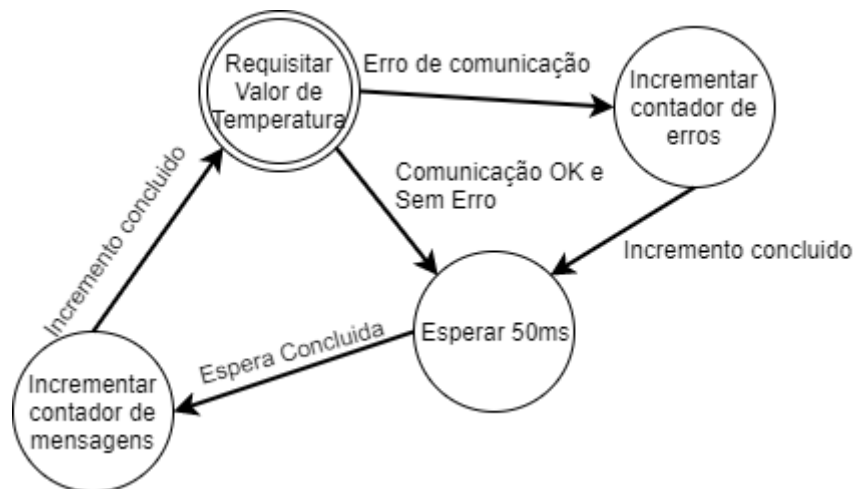 Requisitar
Valor de
Temperatura
Erro de comunicação
Incrementar
contador de
erros
Comunicação OK e
Sem Erro
Incremento concluido
Incremento concluido
Esperar 50ms
Espera Concluida
Incrementar
contador de
mensagens